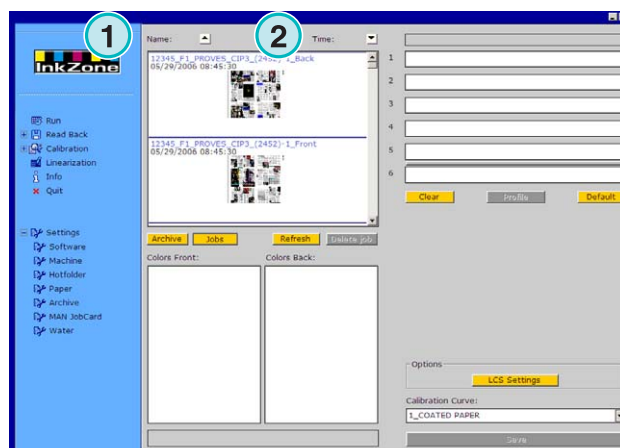 1
2
InkZone
Run
Read Back
Calibration
Linearization
Info
Quit
Settings
Software
Machine
Hotfolder
Paper
Archive
MAN JobCard
Water
Name:
Time:
12345_F1_PROVES_CIP3_(2452)-1_Back
05/29/2006 08:45:30
12345_F1_PROVES_CIP3_(2452)-1_Front
05/29/2006 08:45:30
Archive
Jobs
Refresh
Delete job
Colors Front:
Colors Back:
1
2
3
4
5
6
Clear
Profile
Default
Options
LCS Settings
Calibration Curve:
1_COATED PAPER
Save